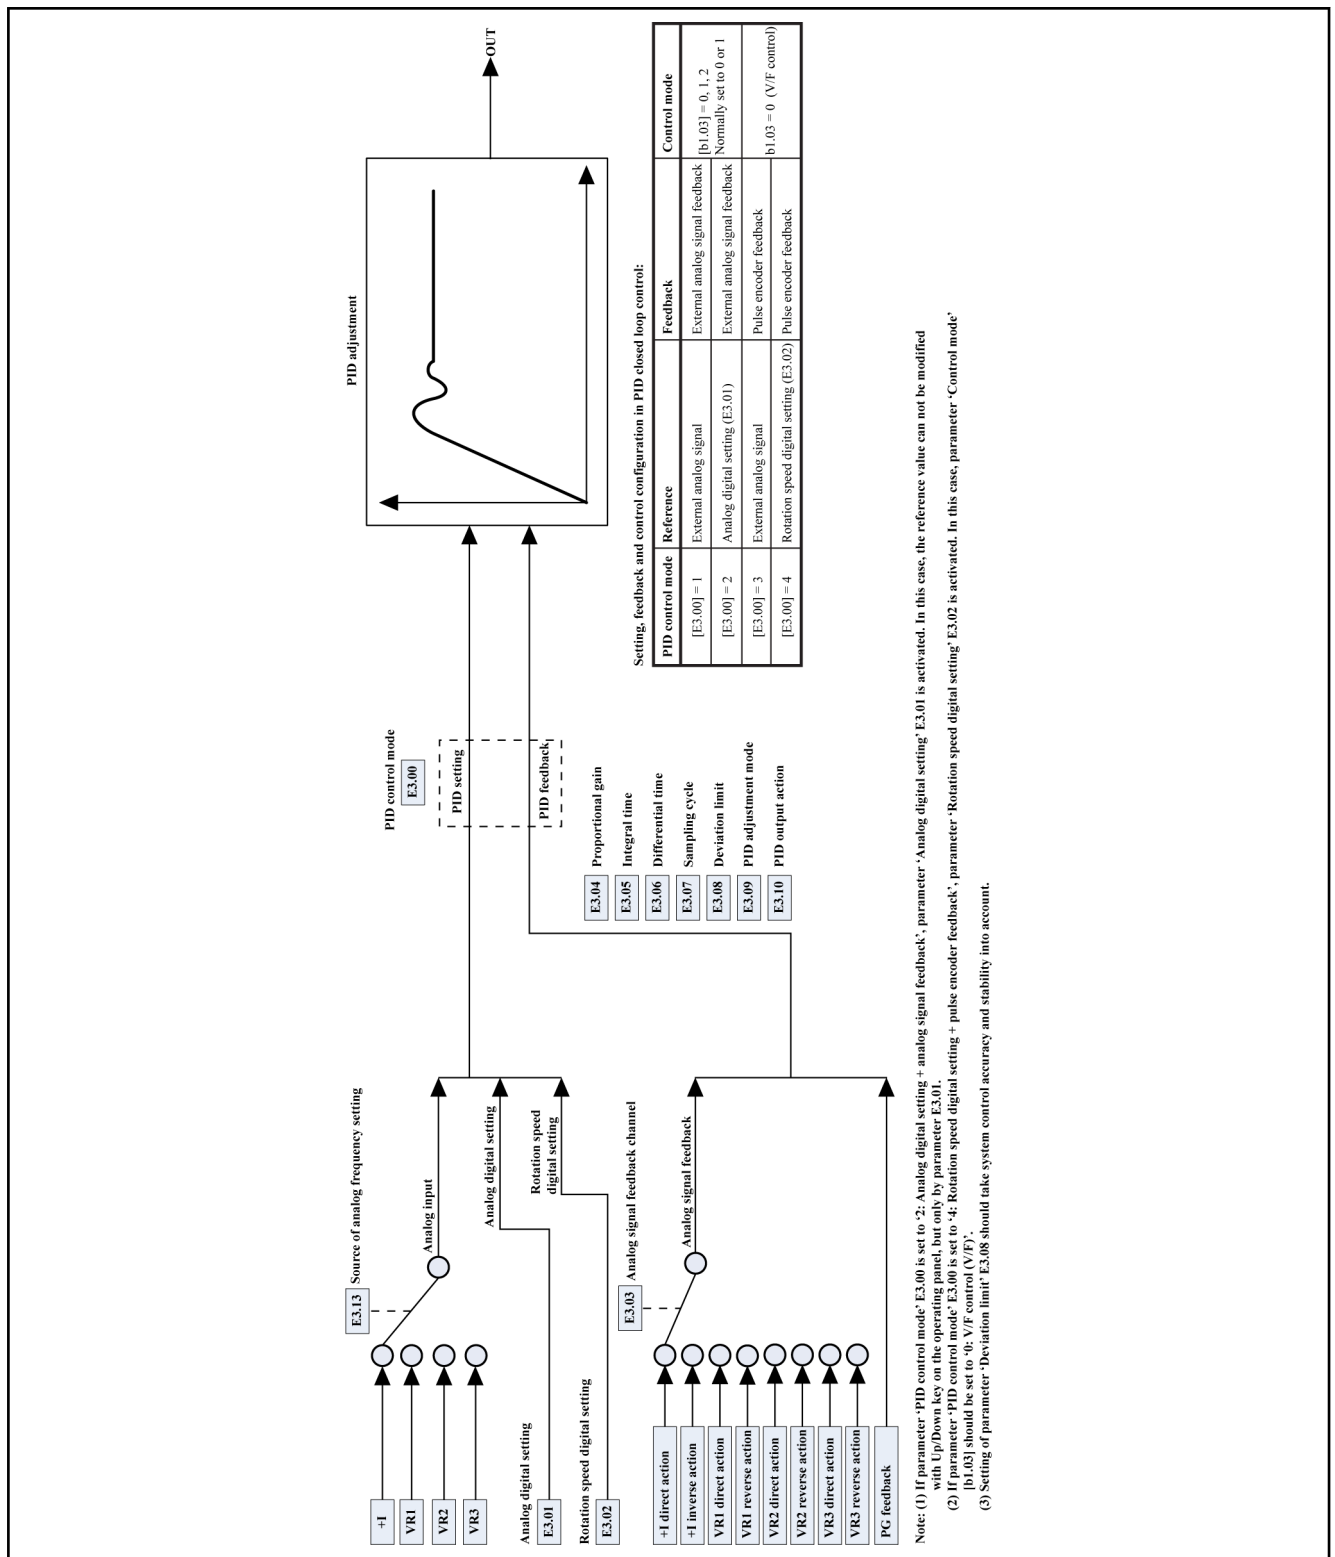 +I
VR1
VR2
VR3
E3.13
Source of analog frequency setting
Analog input
Analog digital setting
E3.01
Analog digital setting
Rotation speed digital setting
E3.02
Rotation speed
digital setting
E3.03
Analog signal feedback channel
Analog signal feedback
+I direct action
+I inverse action
VR1 direct action
VR1 reverse action
VR2 direct action
VR2 reverse action
VR3 direct action
VR3 reverse action
PG feedback
PID control mode
E3.00
PID setting
PID feedback
E3.04 Proportional gain
E3.05 Integral time
E3.06 Differential time
E3.07 Sampling cycle
E3.08 Deviation limit
E3.09 PID adjustment mode
E3.10 PID output action
PID adjustment
OUT
Setting, feedback and control configuration in PID closed loop control:
PID control mode Reference Feedback Control mode
[E3.00] = 1 External analog signal External analog signal feedback
[E3.00] = 2 Analog digital setting (E3.01) External analog signal feedback
[b1.03] = 0, 1, 2
Normally set to 0 or 1
[E3.00] = 3 External analog signal Pulse encoder feedback
[E3.00] = 4 Rotation speed digital setting (E3.02) Pulse encoder feedback
b1.03 = 0 (V/F control)
Note: (1) If parameter ‘PID control mode’ E3.00 is set to ‘2: Analog digital setting + analog signal feedback’, parameter ‘Analog digital setting’ E3.01 is activated. In this case, the reference value can not be modified
with Up/Down key on the operating panel, but only by parameter E3.01.
(2) If parameter ‘PID control mode’ E3.00 is set to ‘4: Rotation speed digital setting + pulse encoder feedback’, parameter ‘Rotation speed digital setting’ E3.02 is activated. In this case, parameter ‘Control mode’
[b1.03] should be set to ‘0: V/F control (V/F)’.
(3) Setting of parameter ‘Deviation limit’ E3.08 should take system control accuracy and stability into account.